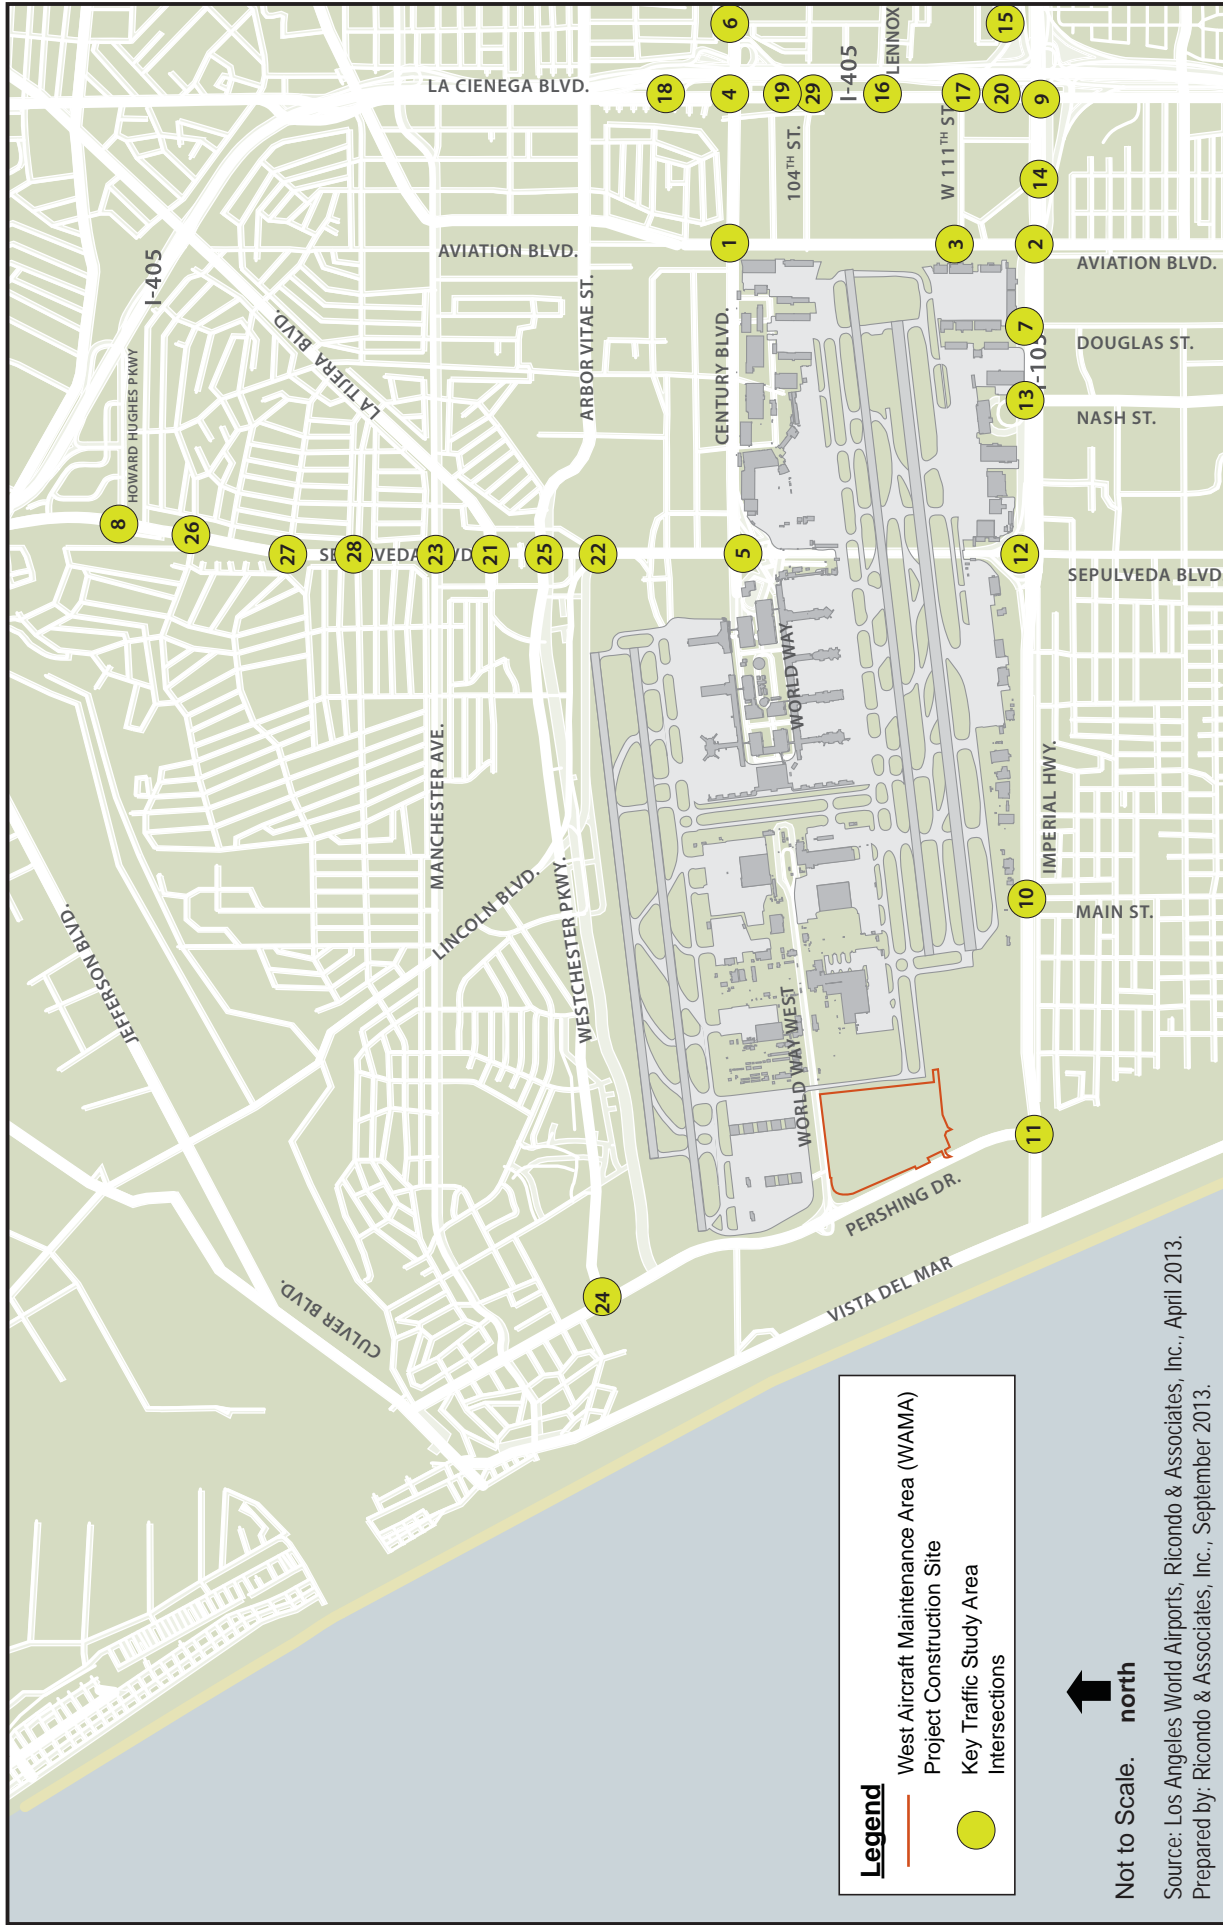 LA CIENEGA BLVD.
I-405
LENNOX
104TH ST.
W 111TH ST
AVIATION BLVD.
AVIATION BLVD.
I-405
HOWARD HUGHES PKWY
LA TIJERA BLVD.
ARBOR VITAE ST.
CENTURY BLVD.
DOUGLAS ST.
I-105
NASH ST.
SEPULVEDA BLVD
SEPULVEDA BLVD
WORLD WAY
MANCHESTER AVE.
LINCOLN BLVD.
WESTCHESTER PKWY.
IMPERIAL HWY.
MAIN ST.
JEFFERSON BLVD.
CULVER BLVD.
WORLD WAY WEST
PERSHING DR.
VISTA DEL MAR
6
15
18
4
19
29
16
17
20
9
14
1
3
2
7
13
8
26
27
28
23
21
25
22
5
12
10
11
24
Legend
West Aircraft Maintenance Area (WAMA)
Project Construction Site
Key Traffic Study Area
Intersections
Not to Scale.
north
Source: Los Angeles World Airports, Ricondo & Associates, Inc., April 2013.
Prepared by: Ricondo & Associates, Inc., September 2013.